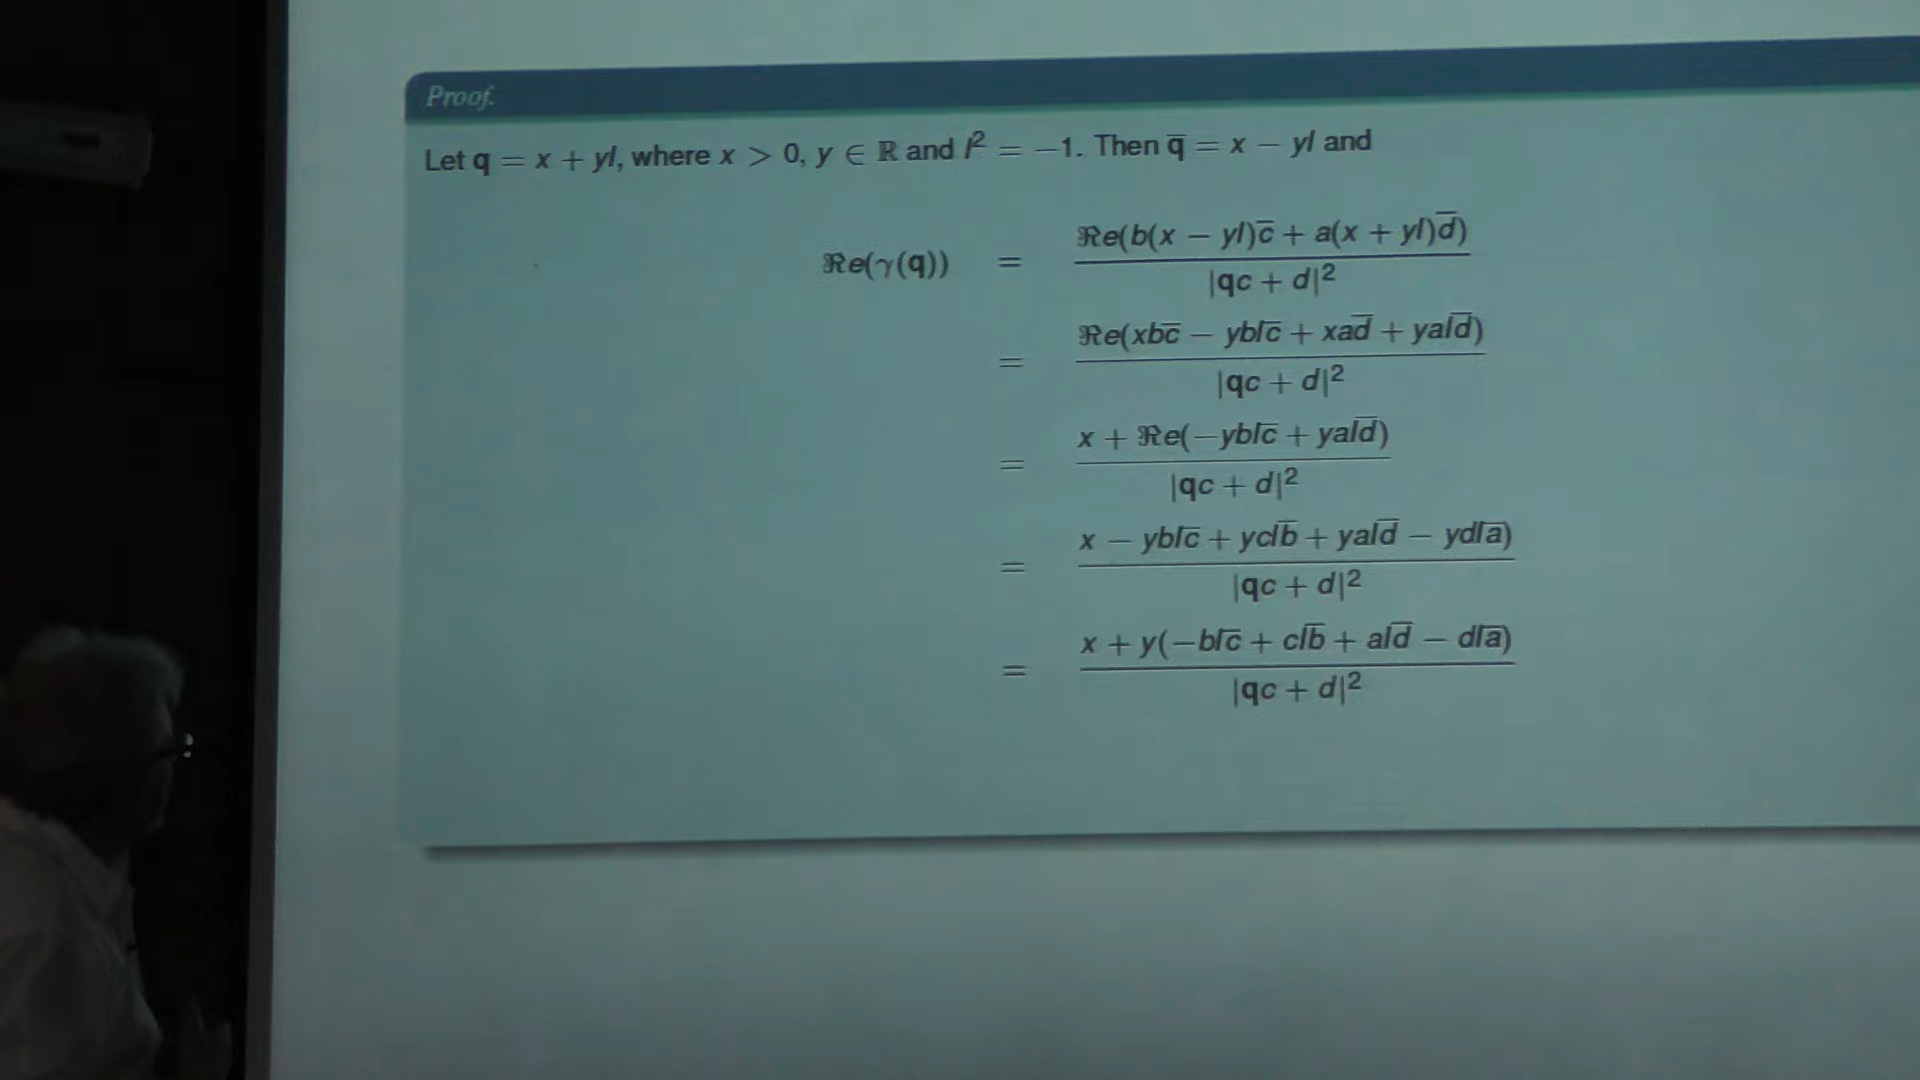 Proof.
Let q = x + yI, where x > 0, y ∈ ℝ and I² = −1. Then q̅ = x − yI and
ℜe(γ(q)) = ℜe(b(x − yI)c̅ + a(x + yI)d̅) / |qc + d|²
= ℜe(xbc̅ − ybIc̅ + xad̅ + yaId̅) / |qc + d|²
= x + ℜe(−ybIc̅ + yaId̅) / |qc + d|²
= x − ybIc̅ + ycIb̅ + yaId̅ − ydIa̅) / |qc + d|²
= x + y(−bIc̅ + cIb̅ + aId̅ − dIa̅) / |qc + d|²